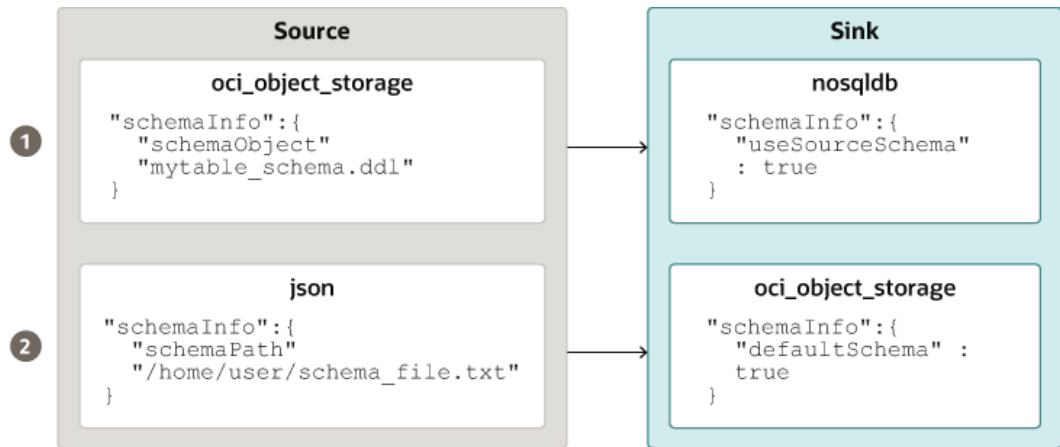 Source
Sink
1
oci_object_storage
"schemaInfo":{
"schemaObject"
"mytable_schema.ddl"
}
nosqldb
"schemaInfo":{
"useSourceSchema"
: true
}
2
json
"schemaInfo":{
"schemaPath"
"/home/user/schema_file.txt"
}
oci_object_storage
"schemaInfo":{
"defaultSchema" :
true
}